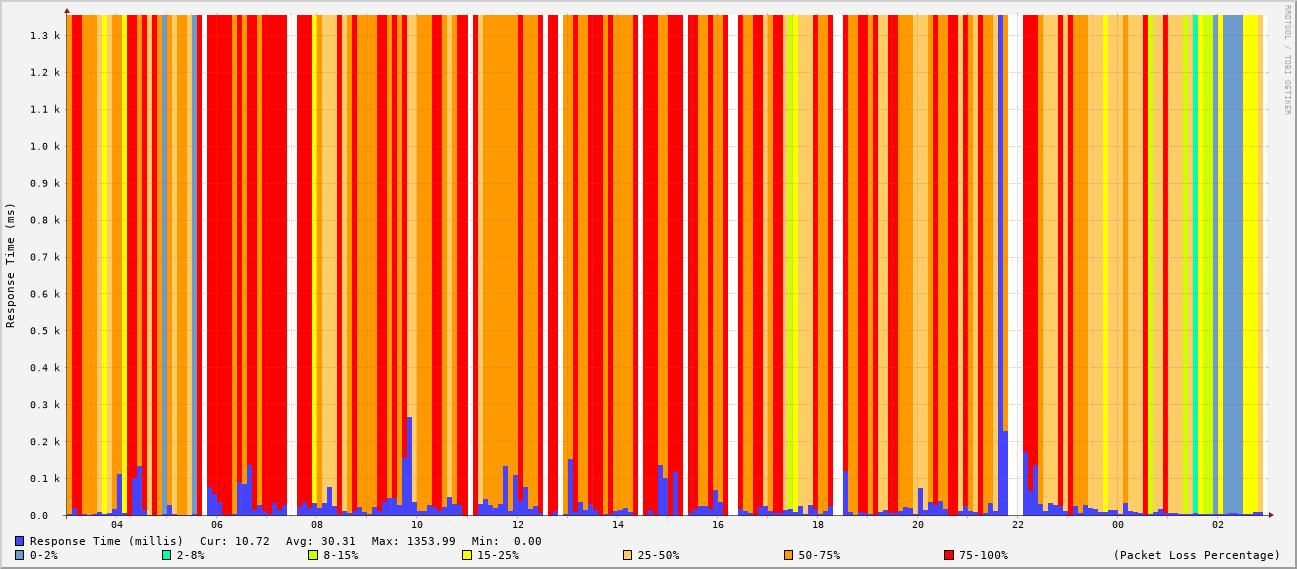 RRDTOOL / TOBI OETIKER
Response Time (ms)
1.3 k
1.2 k
1.1 k
1.0 k
0.9 k
0.8 k
0.7 k
0.6 k
0.5 k
0.4 k
0.3 k
0.2 k
0.1 k
0.0
04 06 08 10 12 14 16 18 20 22 00 02
Response Time (millis) Cur: 10.72 Avg: 30.31 Max: 1353.99 Min: 0.00
0-2% 2-8% 8-15% 15-25% 25-50% 50-75% 75-100% (Packet Loss Percentage)